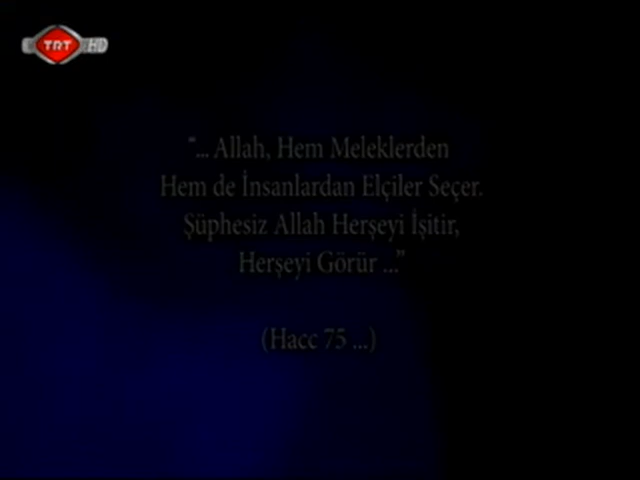 TRT HD
"... Allah, Hem Meleklerden
Hem de İnsanlardan Elçiler Seçer.
Şüphesiz Allah Herşeyi İşitir,
Herşeyi Görür ..."
(Hacc 75 ...)